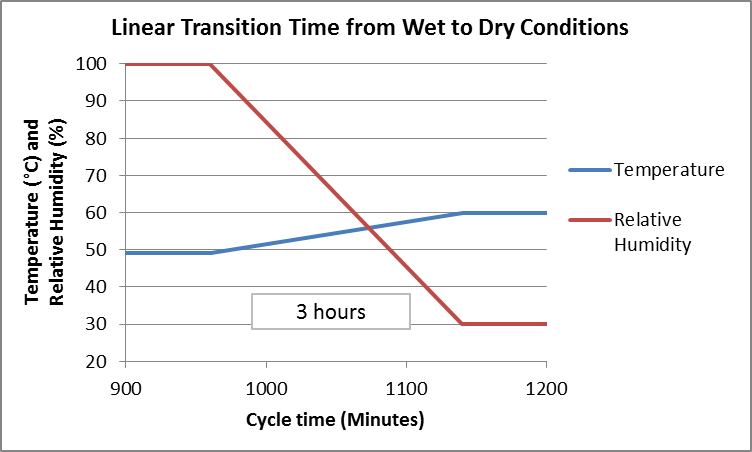 Linear Transition Time from Wet to Dry Conditions
Temperature (°C) and
Relative Humidity (%)
100
90
80
70
60
50
40
30
20
3 hours
900
1000
1100
1200
Cycle time (Minutes)
Temperature
Relative
Humidity